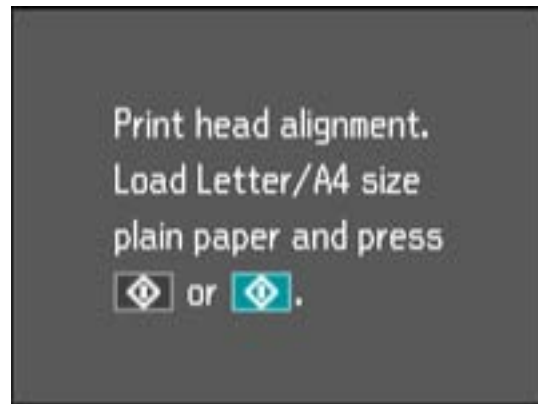 Print head alignment.
Load Letter/A4 size
plain paper and press
or .